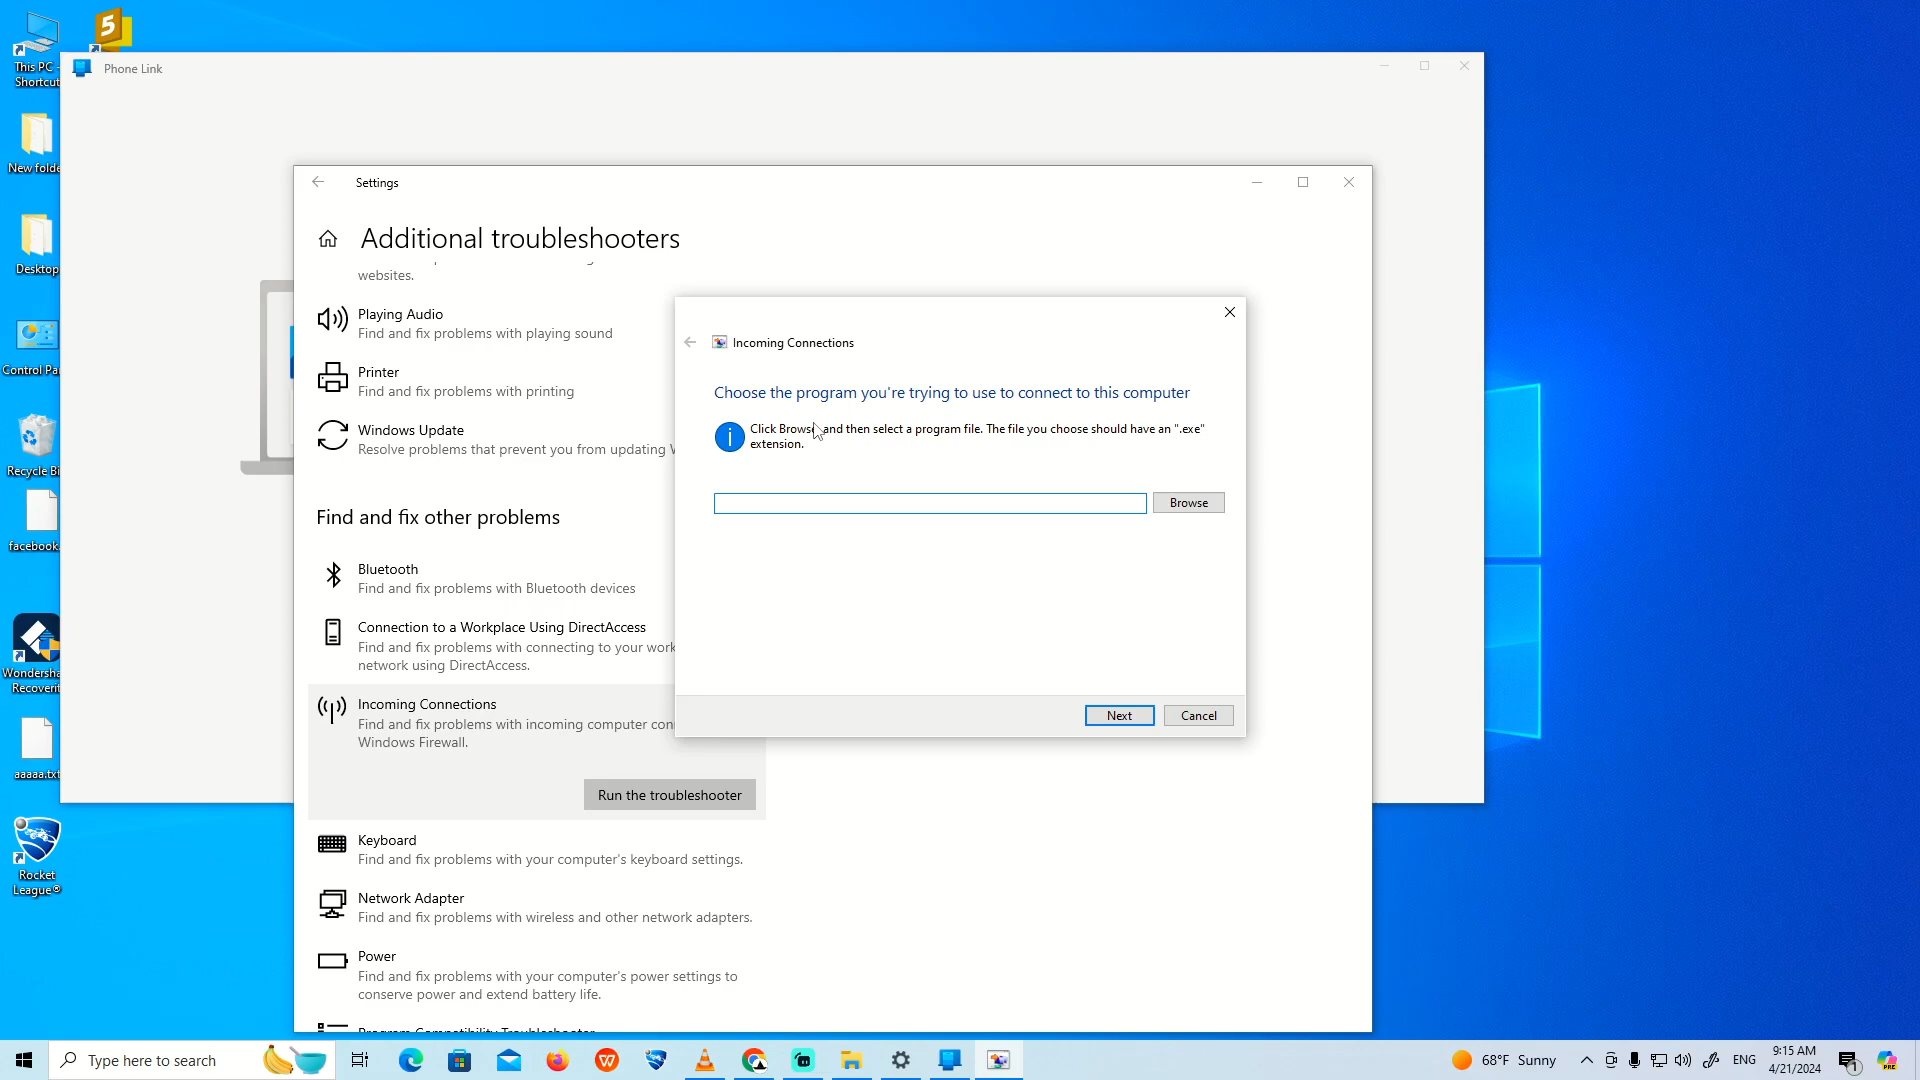 This PC -
Shortcut
5
New folde
Desktop
Control Pa
Recycle Bi
facebook.
Wondersha
Recoverit
aaaaa.txt
Rocket
League®
Phone Link
Settings
Additional troubleshooters
websites.
Playing Audio
Find and fix problems with playing sound
Printer
Find and fix problems with printing
Windows Update
Resolve problems that prevent you from updating W
Find and fix other problems
Bluetooth
Find and fix problems with Bluetooth devices
Connection to a Workplace Using DirectAccess
Find and fix problems with connecting to your work
network using DirectAccess.
Incoming Connections
Find and fix problems with incoming computer con
Windows Firewall.
Run the troubleshooter
Keyboard
Find and fix problems with your computer's keyboard settings.
Network Adapter
Find and fix problems with wireless and other network adapters.
Power
Find and fix problems with your computer's power settings to
conserve power and extend battery life.
Program Compatibility Troubleshooter
Incoming Connections
Choose the program you're trying to use to connect to this computer
Click Browse and then select a program file. The file you choose should have an ".exe"
extension.
Browse
Next
Cancel
Type here to search
68°F Sunny
ENG
9:15 AM
4/21/2024
1
PRE